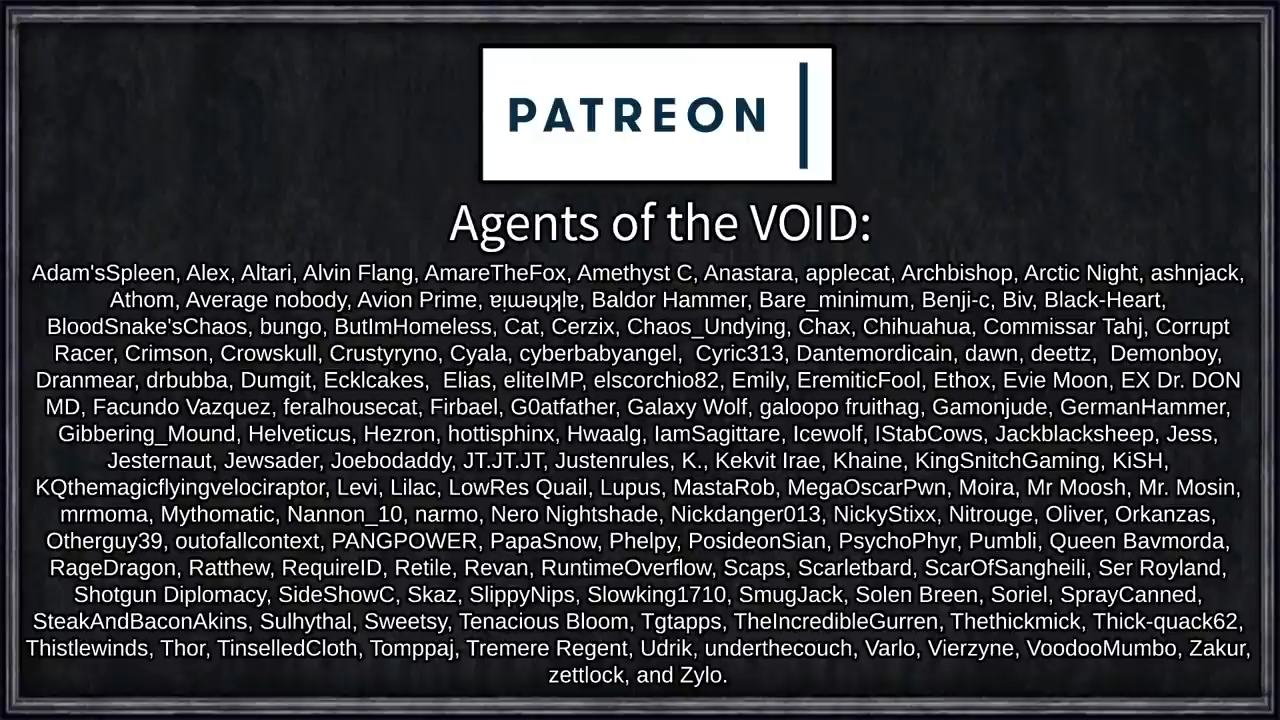 PATREON
Agents of the VOID:
Adam'sSpleen, Alex, Altari, Alvin Flang, AmareTheFox, Amethyst C, Anastara, applecat, Archbishop, Arctic Night, ashnjack,
Athom, Average nobody, Avion Prime, ɐıɯǝɥʞlɐ, Baldor Hammer, Bare_minimum, Benji-c, Biv, Black-Heart,
BloodSnake'sChaos, bungo, ButImHomeless, Cat, Cerzix, Chaos_Undying, Chax, Chihuahua, Commissar Tahj, Corrupt
Racer, Crimson, Crowskull, Crustyryno, Cyala, cyberbabyangel, Cyric313, Dantemordicain, dawn, deettz, Demonboy,
Dranmear, drbubba, Dumgit, Ecklcakes, Elias, eliteIMP, elscorchio82, Emily, EremiticFool, Ethox, Evie Moon, EX Dr. DON
MD, Facundo Vazquez, feralhousecat, Firbael, G0atfather, Galaxy Wolf, galoopo fruithag, Gamonjude, GermanHammer,
Gibbering_Mound, Helveticus, Hezron, hottisphinx, Hwaalg, IamSagittare, Icewolf, IStabCows, Jackblacksheep, Jess,
Jesternaut, Jewsader, Joebodaddy, JT.JT.JT, Justenrules, K., Kekvit Irae, Khaine, KingSnitchGaming, KiSH,
KQthemagicflyingvelociraptor, Levi, Lilac, LowRes Quail, Lupus, MastaRob, MegaOscarPwn, Moira, Mr Moosh, Mr. Mosin,
mrmoma, Mythomatic, Nannon_10, narmo, Nero Nightshade, Nickdanger013, NickyStixx, Nitrouge, Oliver, Orkanzas,
Otherguy39, outofallcontext, PANGPOWER, PapaSnow, Phelpy, PosideonSian, PsychoPhyr, Pumbli, Queen Bavmorda,
RageDragon, Ratthew, RequireID, Retile, Revan, RuntimeOverflow, Scaps, Scarletbard, ScarOfSangheili, Ser Royland,
Shotgun Diplomacy, SideShowC, Skaz, SlippyNips, Slowking1710, SmugJack, Solen Breen, Soriel, SprayCanned,
SteakAndBaconAkins, Sulhythal, Sweetsy, Tenacious Bloom, Tgtapps, TheIncredibleGurren, Thethickmick, Thick-quack62,
Thistlewinds, Thor, TinselledCloth, Tomppaj, Tremere Regent, Udrik, underthecouch, Varlo, Vierzyne, VoodooMumbo, Zakur,
zettlock, and Zylo.